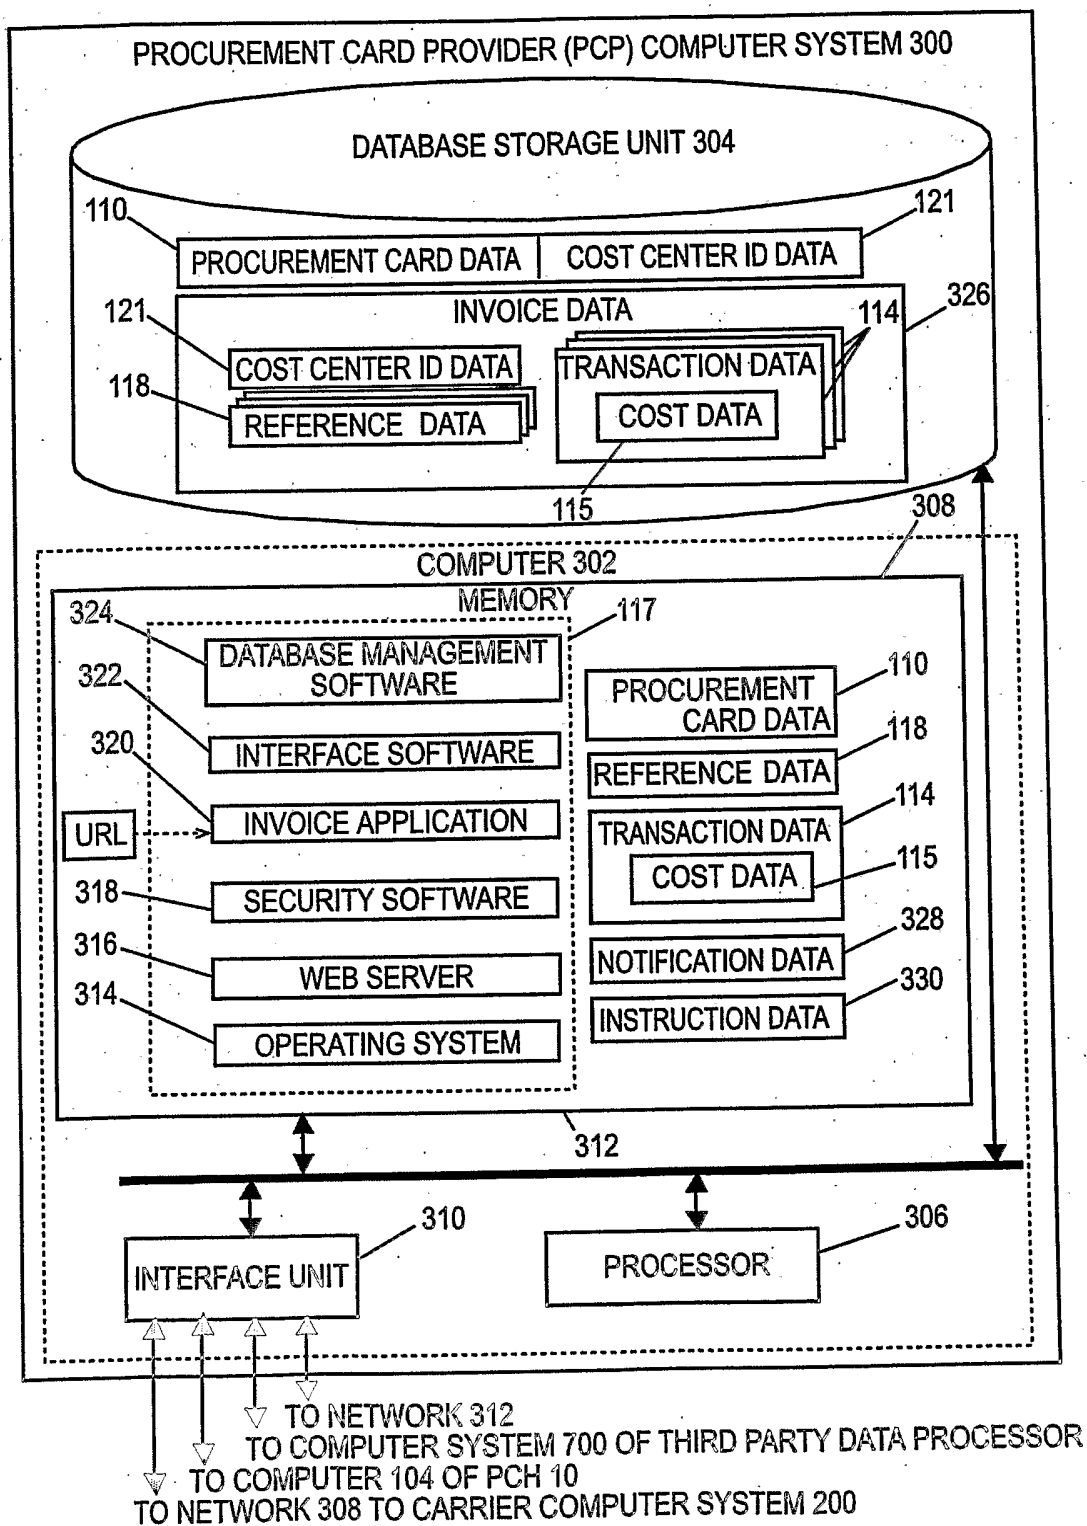 PROCUREMENT CARD PROVIDER (PCP) COMPUTER SYSTEM 300
DATABASE STORAGE UNIT 304
110
121
PROCUREMENT CARD DATA
COST CENTER ID DATA
INVOICE DATA
121
114
326
COST CENTER ID DATA
TRANSACTION DATA
118
REFERENCE DATA
COST DATA
115
308
COMPUTER 302
MEMORY
324
117
DATABASE MANAGEMENT
SOFTWARE
322
110
PROCUREMENT
CARD DATA
INTERFACE SOFTWARE
118
320
REFERENCE DATA
URL
INVOICE APPLICATION
114
TRANSACTION DATA
115
COST DATA
318
SECURITY SOFTWARE
328
316
WEB SERVER
NOTIFICATION DATA
330
314
INSTRUCTION DATA
OPERATING SYSTEM
312
310
306
INTERFACE UNIT
PROCESSOR
TO NETWORK 312
TO COMPUTER SYSTEM 700 OF THIRD PARTY DATA PROCESSOR
TO COMPUTER 104 OF PCH 10
TO NETWORK 308 TO CARRIER COMPUTER SYSTEM 200